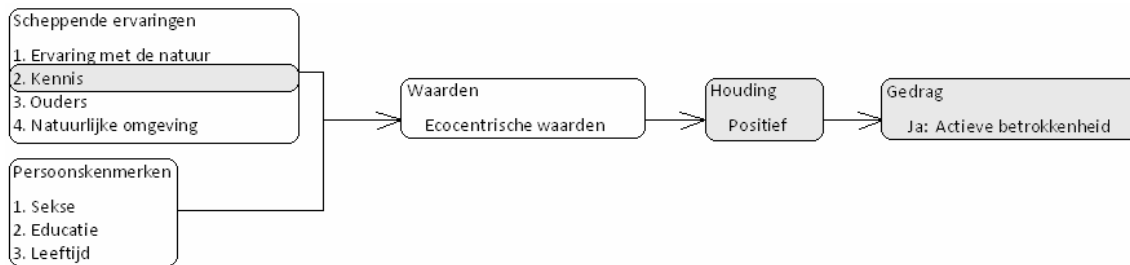 Scheppende ervaringen
1. Ervaring met de natuur
2. Kennis
3. Ouders
4. Natuurlijke omgeving
Persoonskenmerken
1. Sekse
2. Educatie
3. Leeftijd
Waarden
Ecocentrische waarden
Houding
Positief
Gedrag
Ja: Actieve betrokkenheid